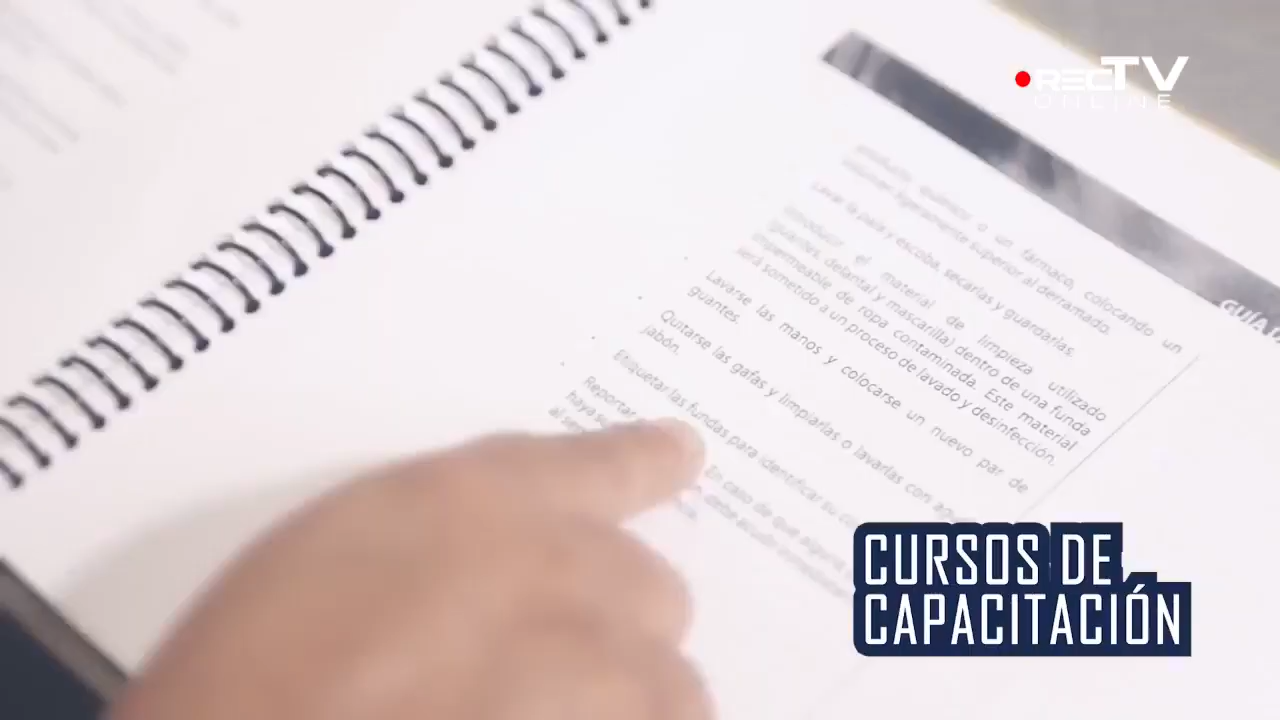 RECTV
ONLINE
producto químico o un fármaco, colocando un
volumen ligeramente superior al derramado.
Lavar la pala y escoba, secarlas y guardarlas.
Introducir el material de limpieza utilizado
(guantes, delantal y mascarilla) dentro de una funda
impermeable de ropa contaminada. Este material
será sometido a un proceso de lavado y desinfección.
Lavarse las manos y colocarse un nuevo par de
guantes.
Quitarse las gafas y limpiarlas o lavarlas con
jabón.
Etiquetar las fundas para identificar su
Reportar En caso de que alguna
debe acudir
GUÍA
CURSOS DE
CAPACITACIÓN